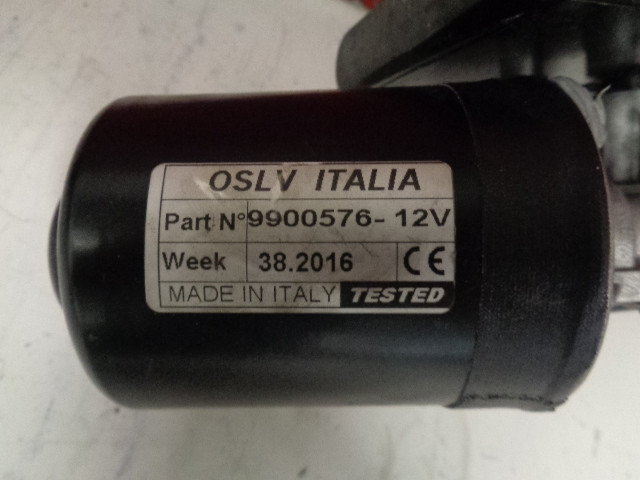 OSLV ITALIA
Part N° 9900576-12V
Week 38.2016 CE
MADE IN ITALY TESTED